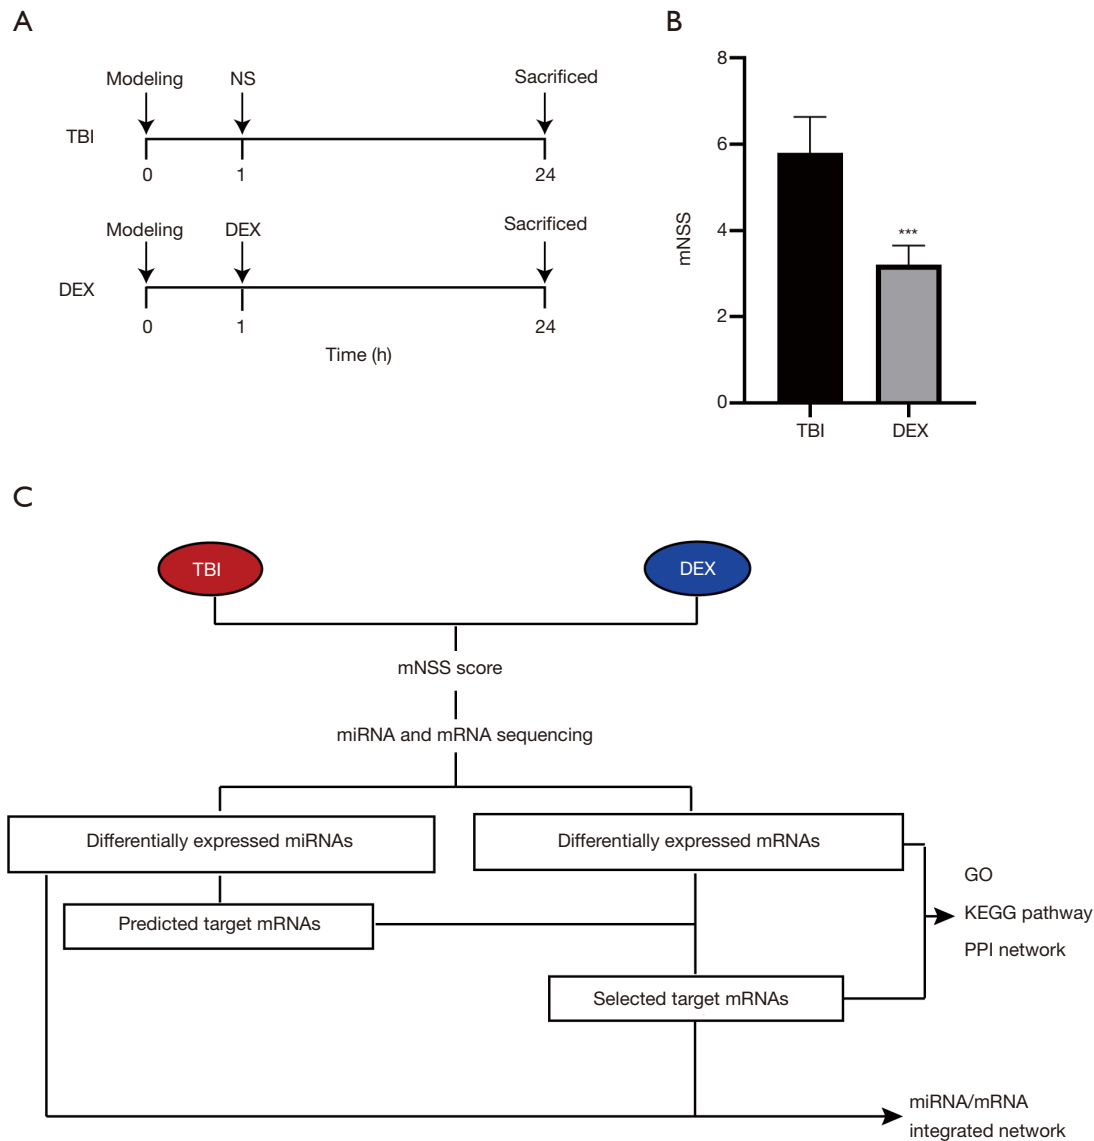 A
Modeling NS Sacrificed
TBI
0 1 24
Modeling DEX Sacrificed
DEX
0 1 24
Time (h)
B
8
6
4
2
0
mNSS
***
TBI DEX
C
TBI DEX
mNSS score
miRNA and mRNA sequencing
Differentially expressed miRNAs Differentially expressed mRNAs
GO
KEGG pathway
PPI network
Predicted target mRNAs
Selected target mRNAs
miRNA/mRNA
integrated network